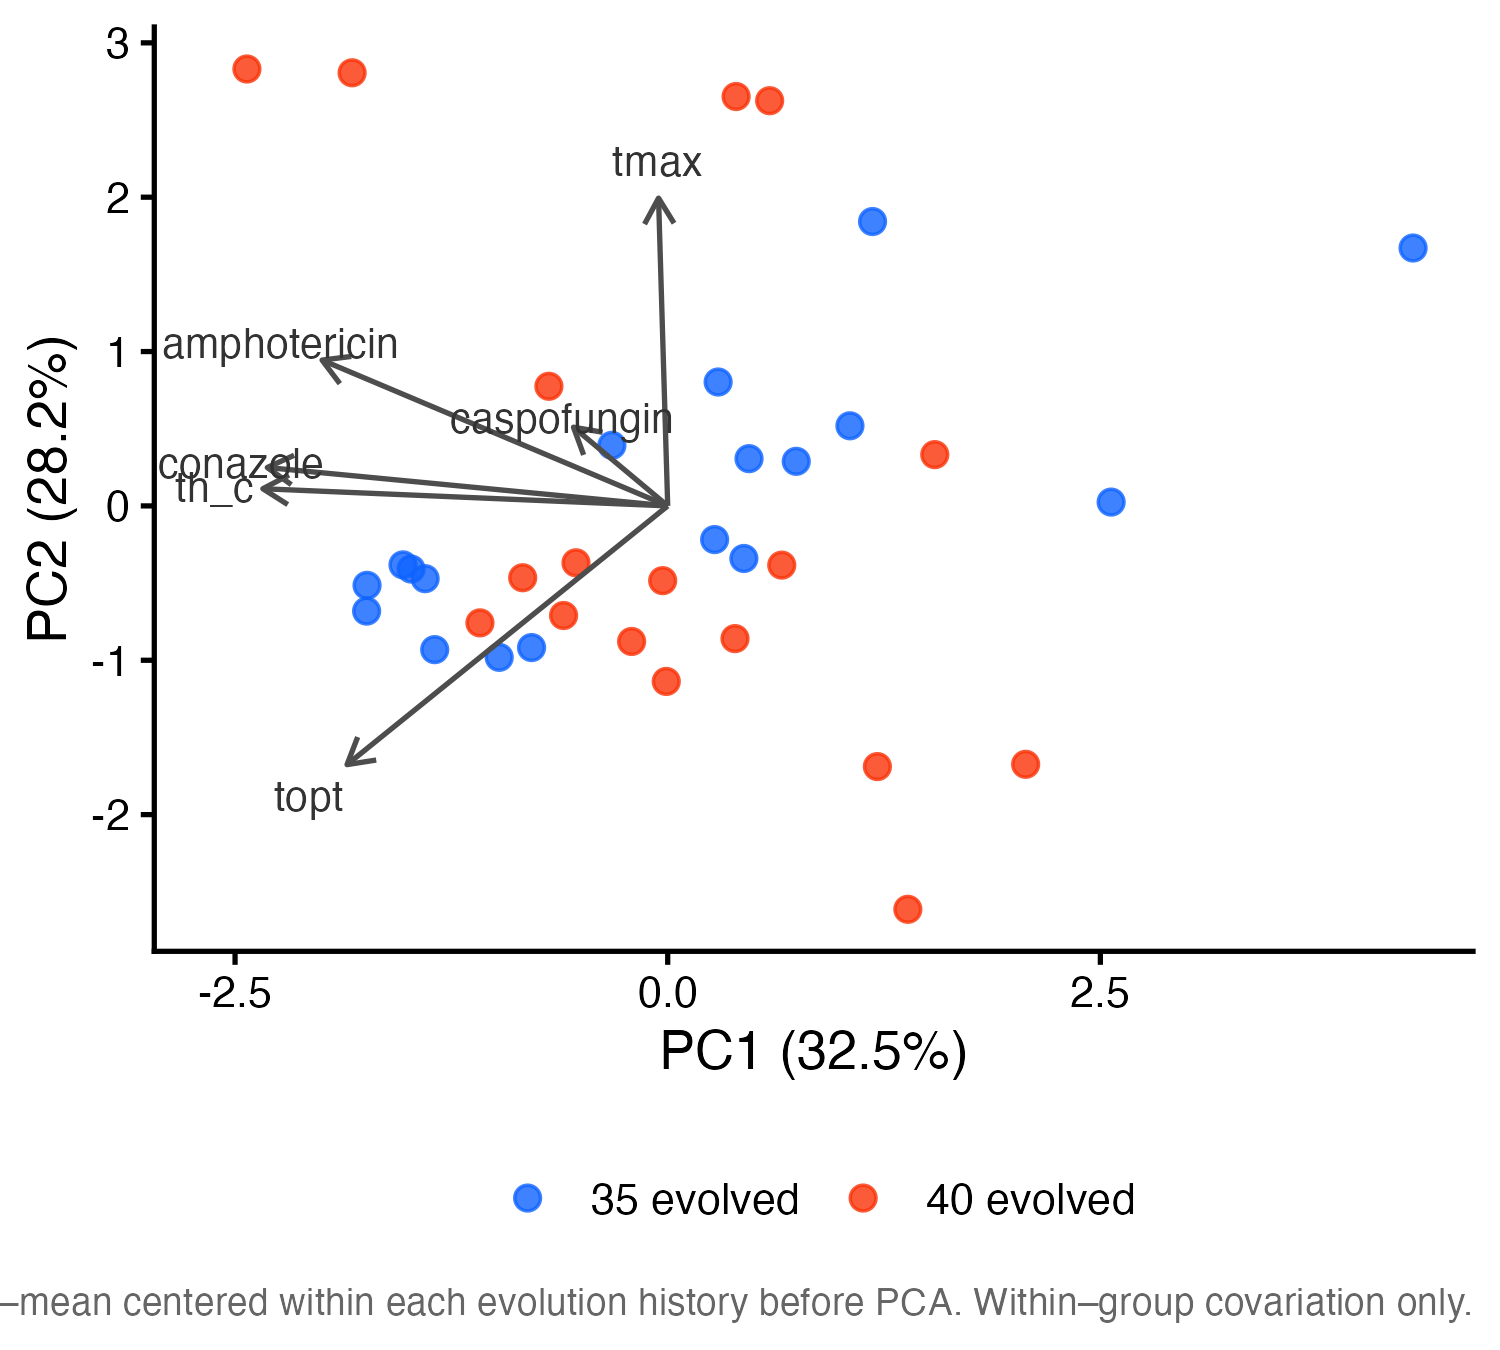 3
tmax
2
amphotericin
1
caspofungin
conazole
th_c
0
-1
topt
-2
PC2 (28.2%)
-2.5 0.0 2.5
PC1 (32.5%)
35 evolved 40 evolved
–mean centered within each evolution history before PCA. Within–group covariation only.